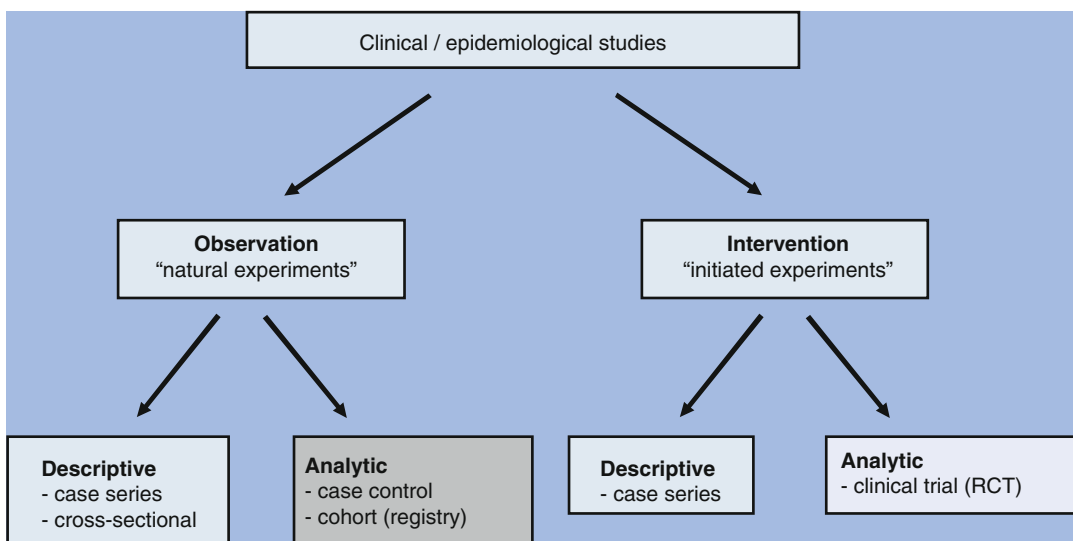 Clinical / epidemiological studies
Observation
“natural experiments”
Intervention
“initiated experiments”
Descriptive
- case series
- cross-sectional
Analytic
- case control
- cohort (registry)
Descriptive
- case series
Analytic
- clinical trial (RCT)